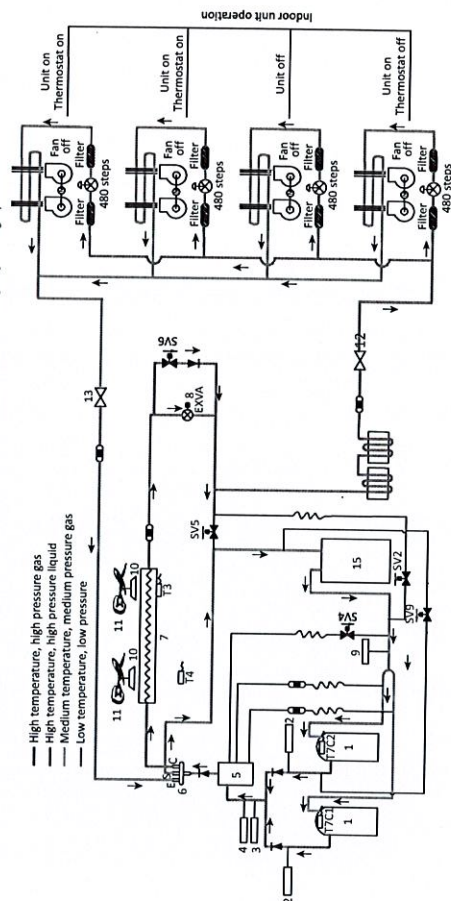 High temperature, high pressure gas
High temperature, high pressure liquid
Medium temperature, medium pressure gas
Low temperature, low pressure
Indoor unit operation
Unit on
Thermostat on
Unit on
Thermostat on
Unit off
Unit on
Thermostat off
Fan off
Filter
Filter
480 steps
Fan off
Filter
Filter
480 steps
Fan off
Filter
Filter
480 steps
Fan off
Filter
Filter
480 steps
13
12
SV6
8
EXVA
11
10
11
10
T3
7
T4
E S C
6
5
SV5
SV4
15
SV2
SV9
9
4
3
2
2
T7C1
T7C2
1
1